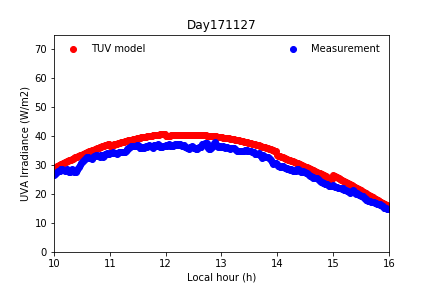 Day171127
TUV model
Measurement
UVA Irradiance (W/m2)
70
60
50
40
30
20
10
0
10 11 12 13 14 15 16
Local hour (h)